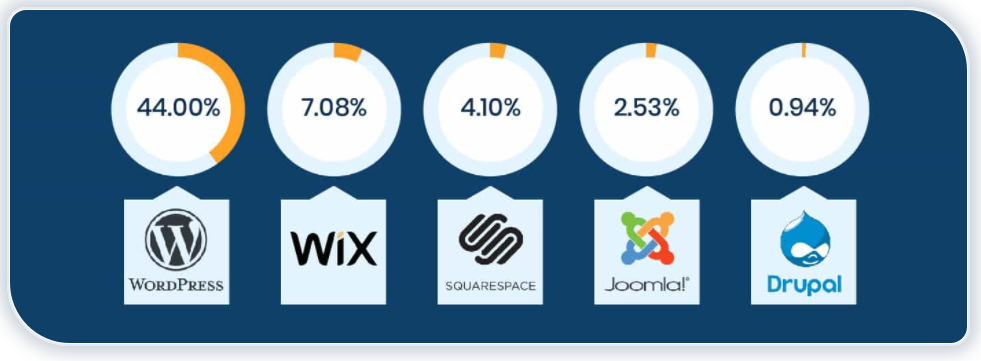 44.00%
7.08%
4.10%
2.53%
0.94%
WORDPRESS
WiX
SQUARESPACE
Joomla!®
Drupal